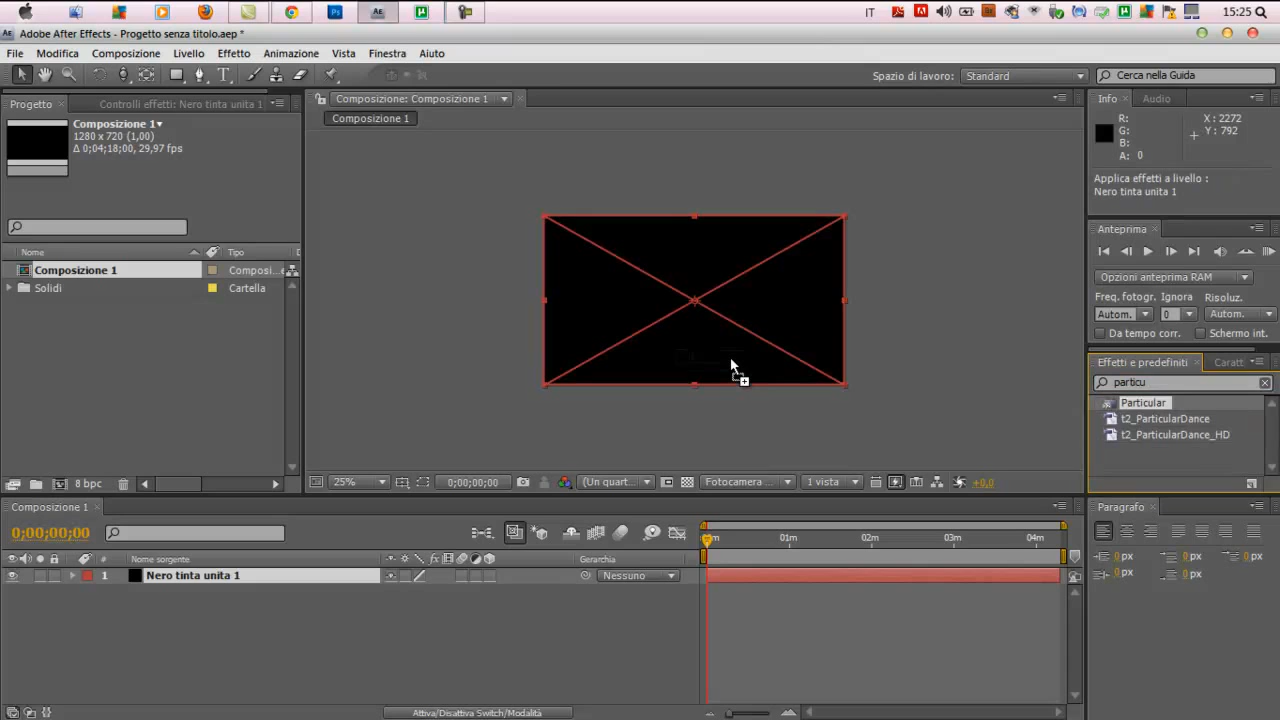 IT
15:25
Adobe After Effects - Progetto senza titolo.aep *
File Modifica Composizione Livello Effetto Animazione Vista Finestra Aiuto
Spazio di lavoro: Standard
Cerca nella Guida
Progetto
Controlli effetti: Nero tinta unita 1
Composizione 1
1280 x 720 (1,00)
Δ 0;04;18;00, 29,97 fps
Nome Tipo
Composizione 1 Composi...
Solidi Cartella
8 bpc
Composizione: Composizione 1
Composizione 1
25%
0;00;00;00
(Un quart...
Fotocamera ...
1 vista
+0,0
Info Audio
R:
G:
B:
A: 0
X : 2272
Y : 792
Applica effetti a livello :
Nero tinta unita 1
Anteprima
Opzioni anteprima RAM
Freq. fotogr. Ignora Risoluz.
Autom. 0 Autom.
Da tempo corr. Schermo int.
Effetti e predefiniti Caratt
particu
Particular
t2_ParticularDance
t2_ParticularDance_HD
Composizione 1
0;00;00;00
# Nome sorgente Gerarchia
1 Nero tinta unita 1 Nessuno
01m 02m 03m 04m
Attiva/Disattiva Switch/Modalità
Paragrafo
0 px 0 px 0 px
0 px 0 px